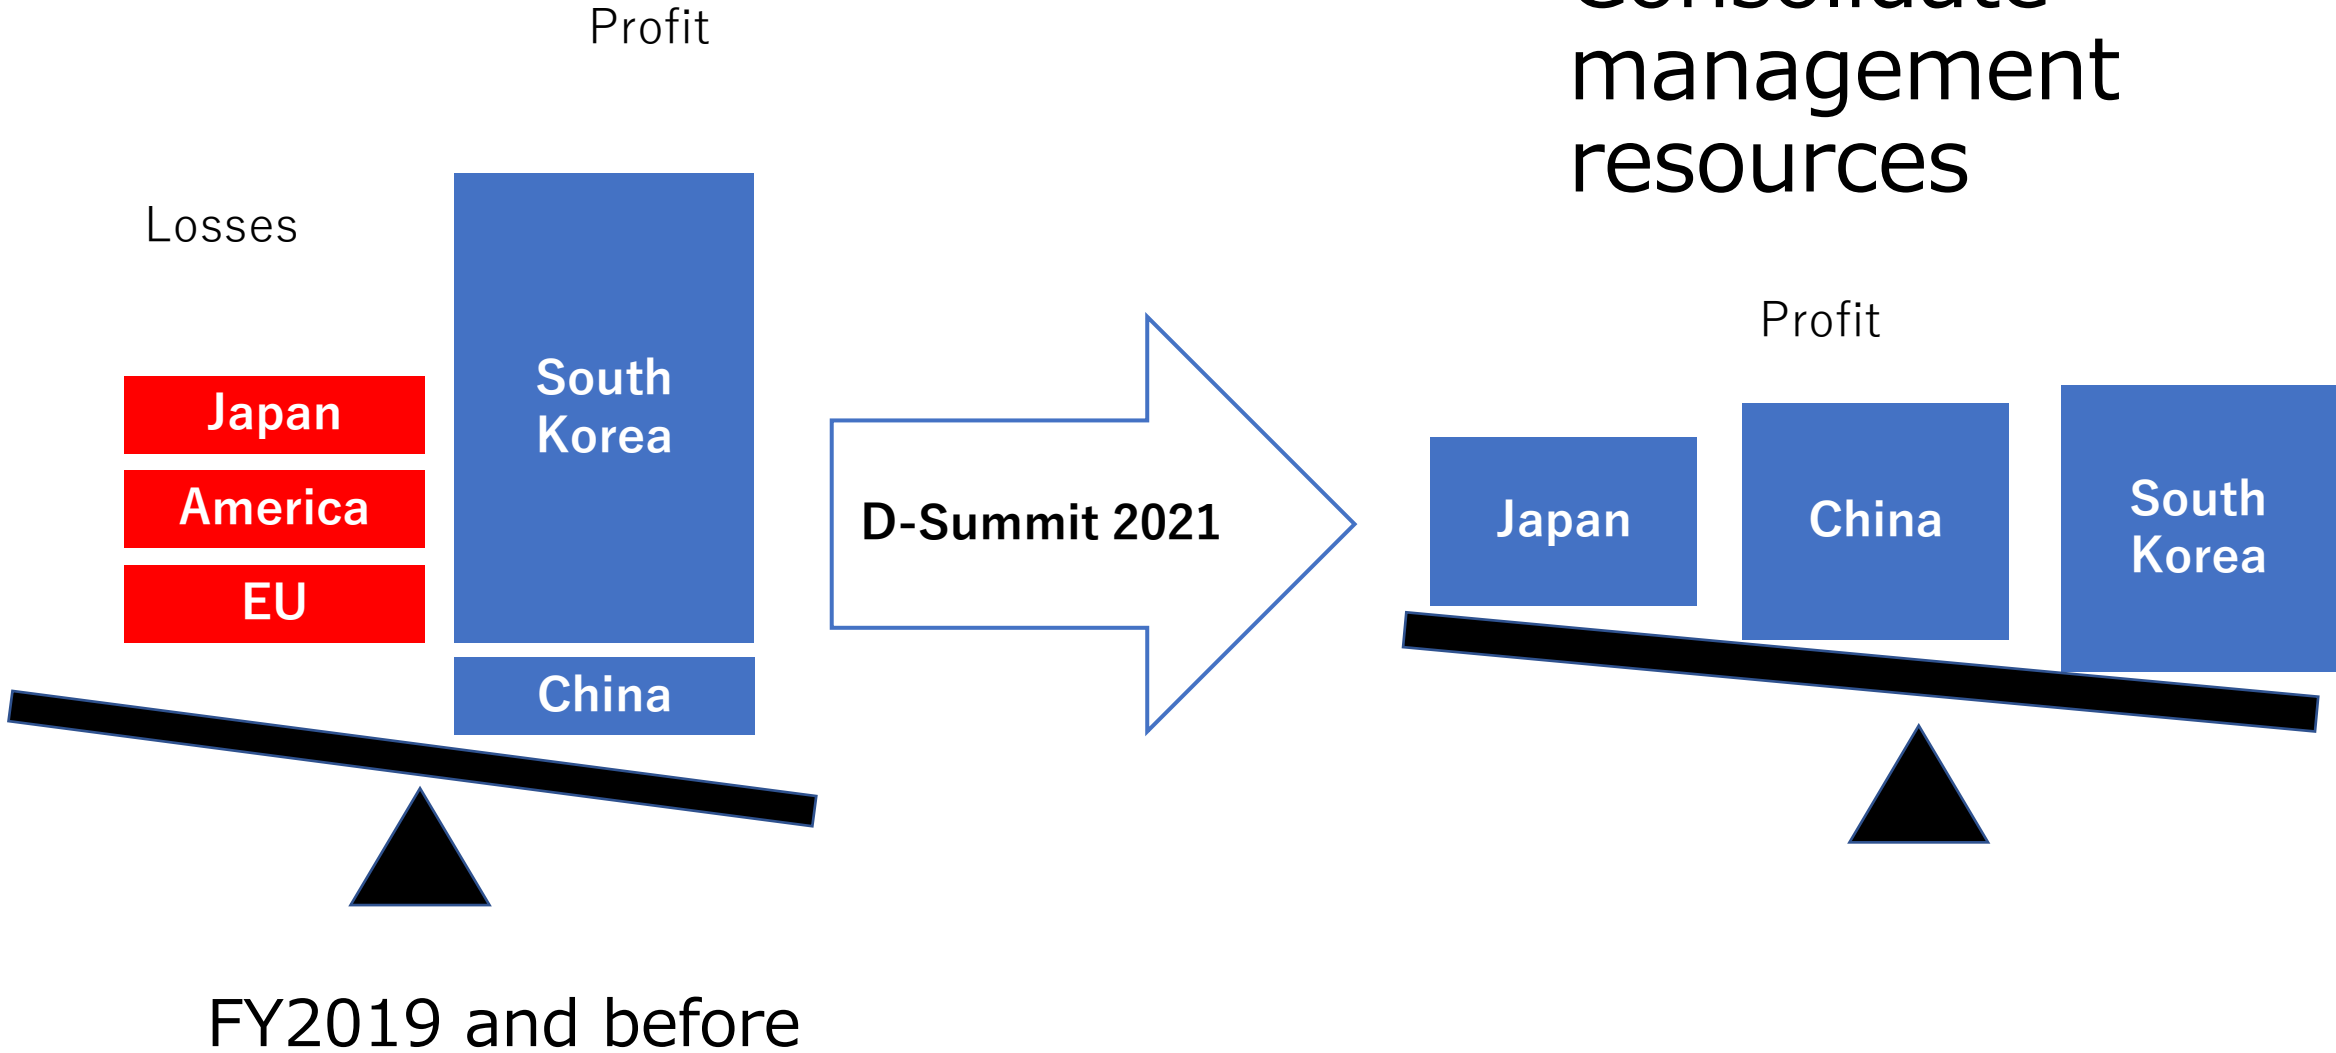 Profit
Consolidate
management
resources
Losses
Profit
Japan
America
EU
South
Korea
China
D-Summit 2021
Japan
China
South
Korea
FY2019 and before